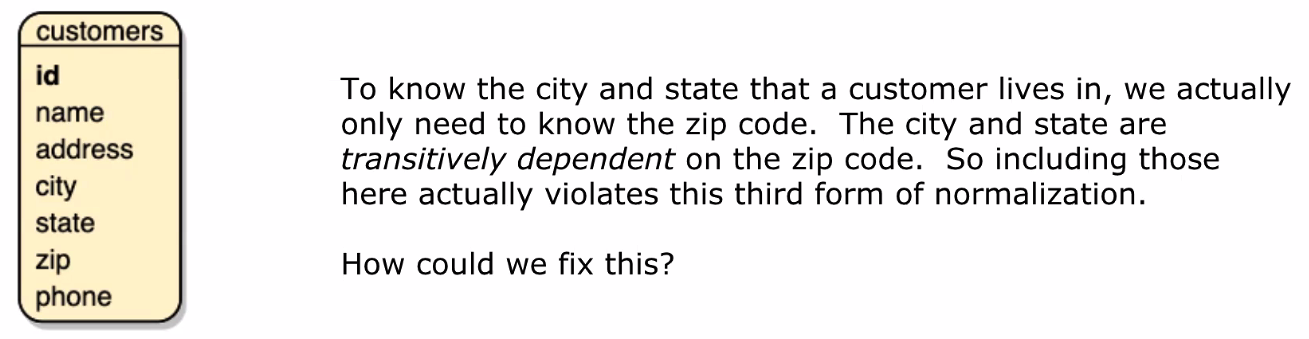 customers
id
name
address
city
state
zip
phone
To know the city and state that a customer lives in, we actually
only need to know the zip code.  The city and state are
transitively dependent on the zip code.  So including those
here actually violates this third form of normalization.
How could we fix this?